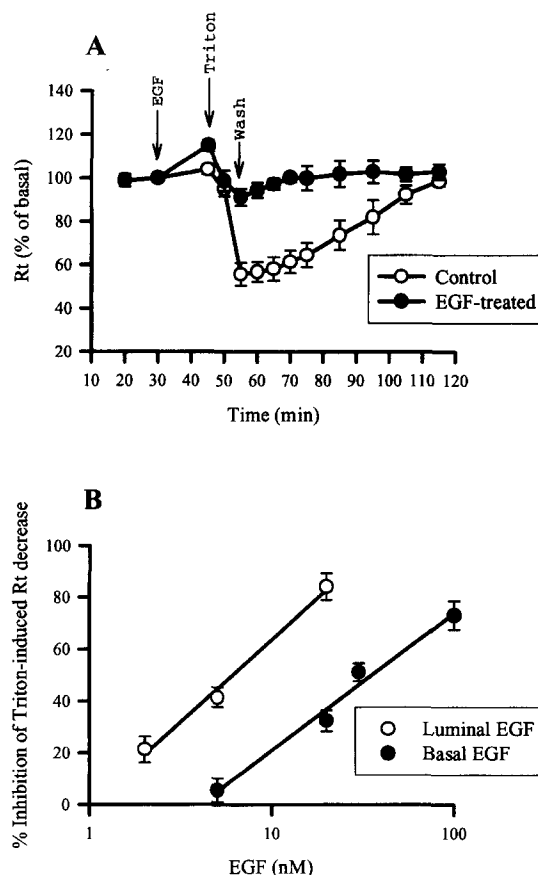 A
EGF
Triton
Wash
Rt (% of basal)
140
120
100
80
60
40
20
10 20 30 40 50 60 70 80 90 100 110 120
Time (min)
Control
EGF-treated
B
% Inhibition of Triton-induced Rt decrease
100
80
60
40
20
0
1 10 100
EGF (nM)
Luminal EGF
Basal EGF